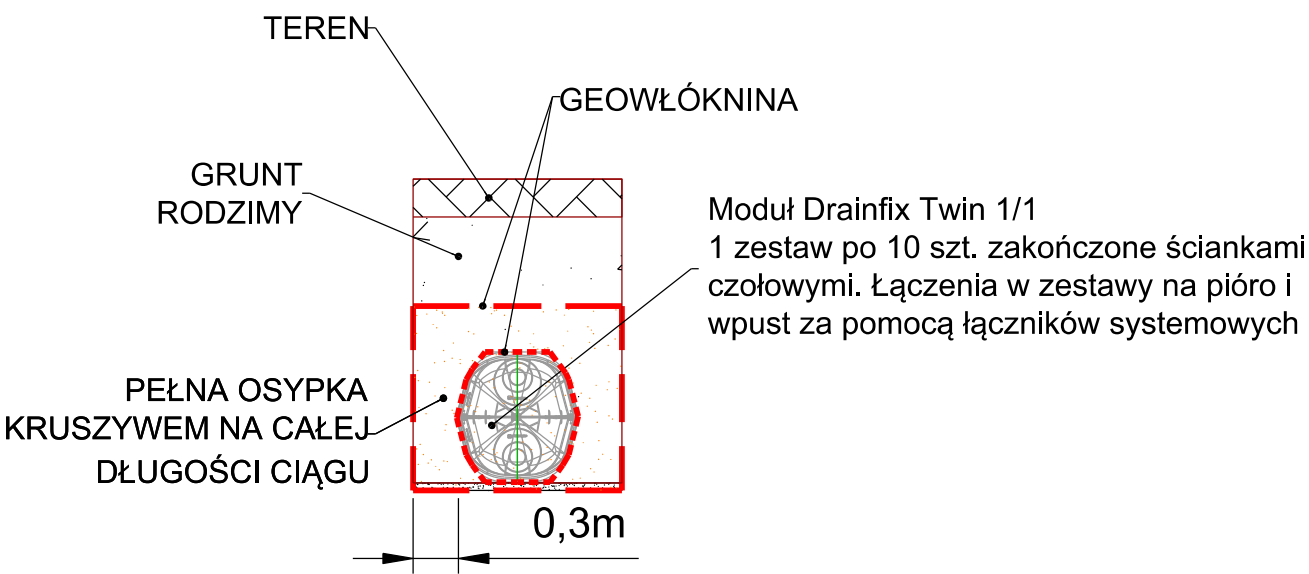 TEREN
GEOWŁÓKNINA
GRUNT
RODZIMY
Moduł Drainfix Twin 1/1
1 zestaw po 10 szt. zakończone ściankami
czołowymi. Łączenia w zestawy na pióro i
wpust za pomocą łączników systemowych
PEŁNA OSYPKA
KRUSZYWEM NA CAŁEJ
DŁUGOŚCI CIĄGU
0,3m